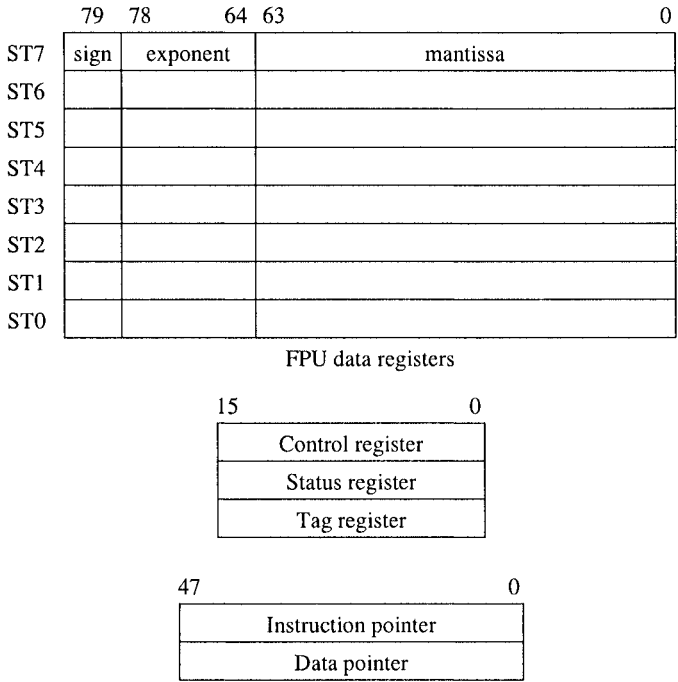 79 78 64 63 0
ST7 sign exponent mantissa
ST6
ST5
ST4
ST3
ST2
ST1
ST0
FPU data registers
15 0
Control register
Status register
Tag register
47 0
Instruction pointer
Data pointer